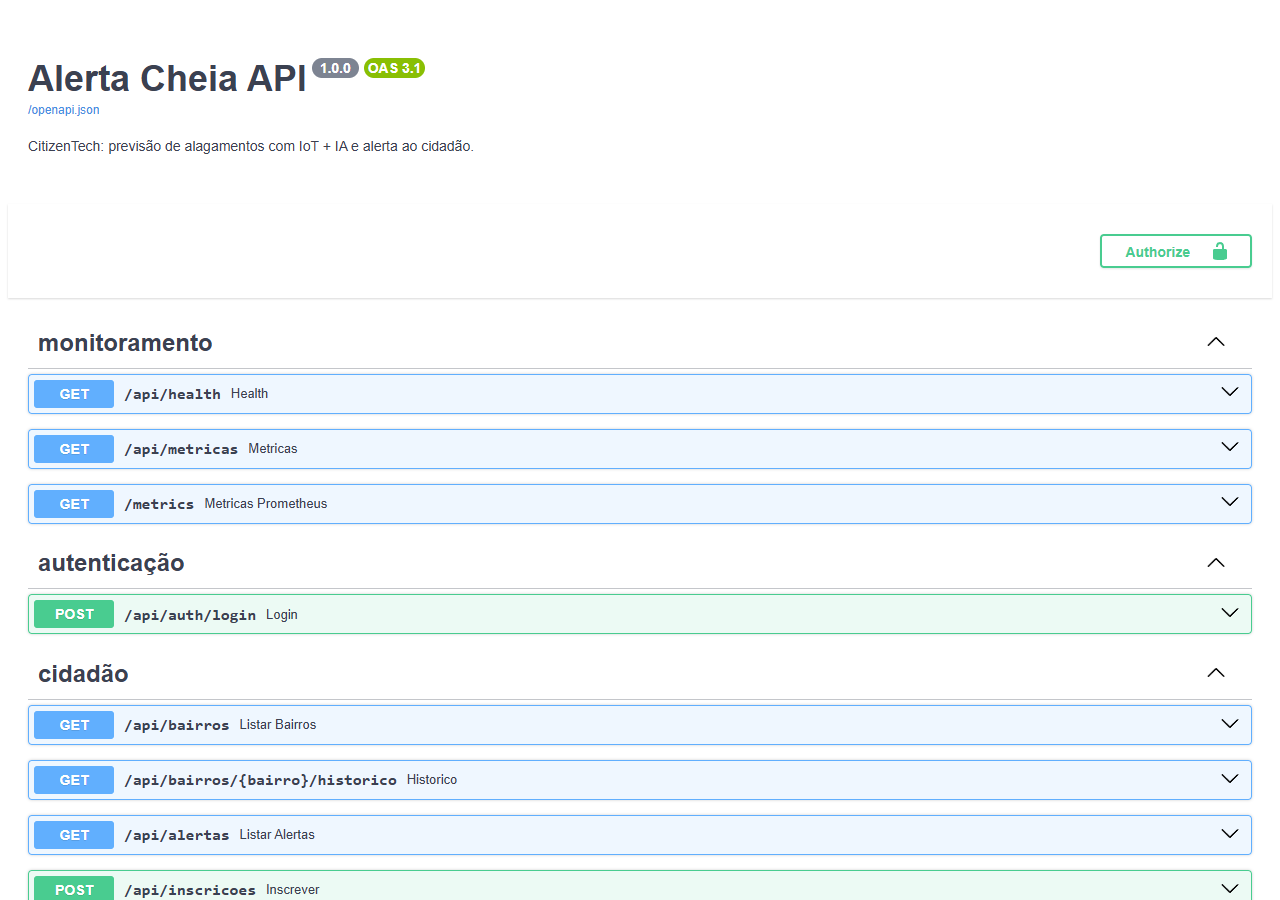 Alerta Cheia API 1.0.0 OAS 3.1
/openapi.json
CitizenTech: previsão de alagamentos com IoT + IA e alerta ao cidadão.
Authorize
monitoramento
GET /api/health Health
GET /api/metricas Metricas
GET /metrics Metricas Prometheus
autenticação
POST /api/auth/login Login
cidadão
GET /api/bairros Listar Bairros
GET /api/bairros/{bairro}/historico Historico
GET /api/alertas Listar Alertas
POST /api/inscricoes Inscrever